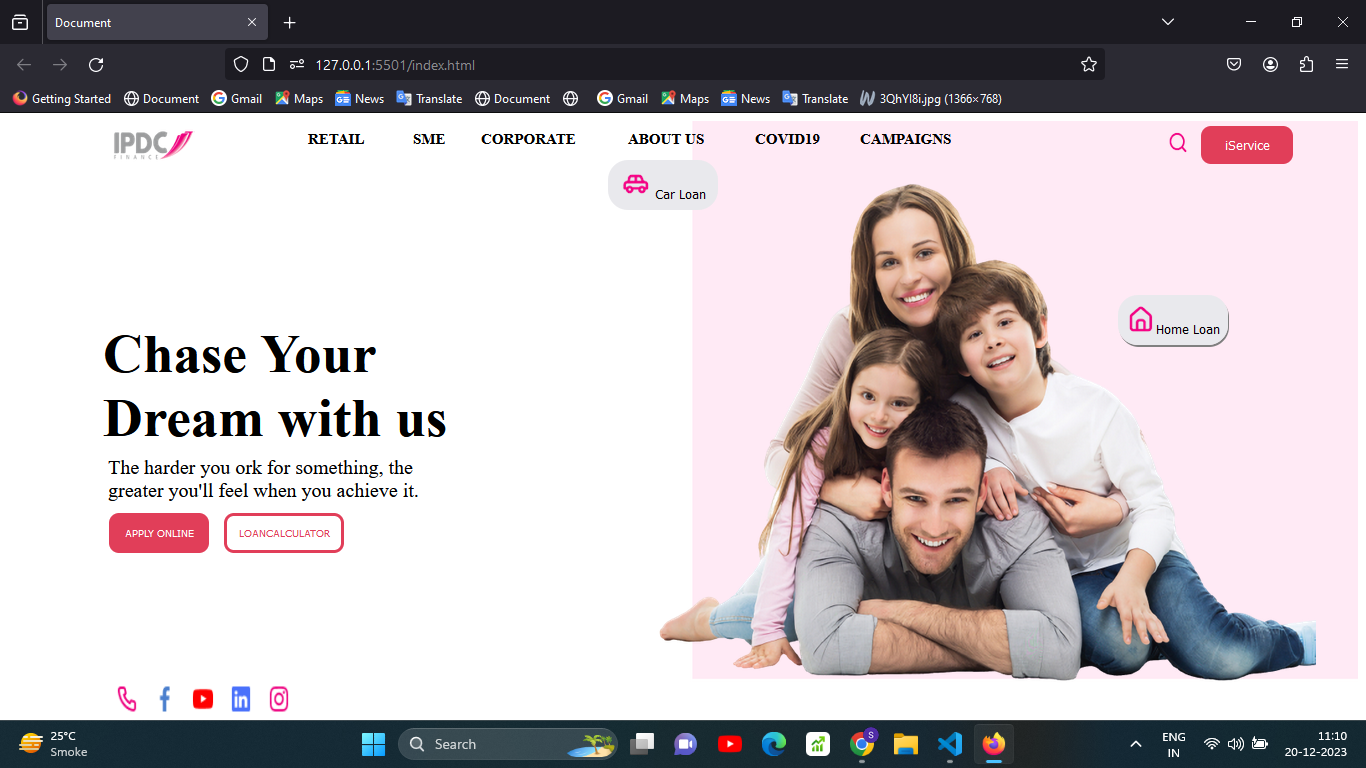 Document
127.0.0.1:5501/index.html
Getting Started Document Gmail Maps News Translate Document Gmail Maps News Translate 3QhYl8i.jpg (1366×768)
IPDC
FINANCE
RETAIL SME CORPORATE ABOUT US COVID19 CAMPAIGNS
iService
Car Loan
Home Loan
Chase Your
Dream with us
The harder you ork for something, the
greater you'll feel when you achieve it.
APPLY ONLINE LOANCALCULATOR
25°C
Smoke
Search
S
ENG
IN
11:10
20-12-2023